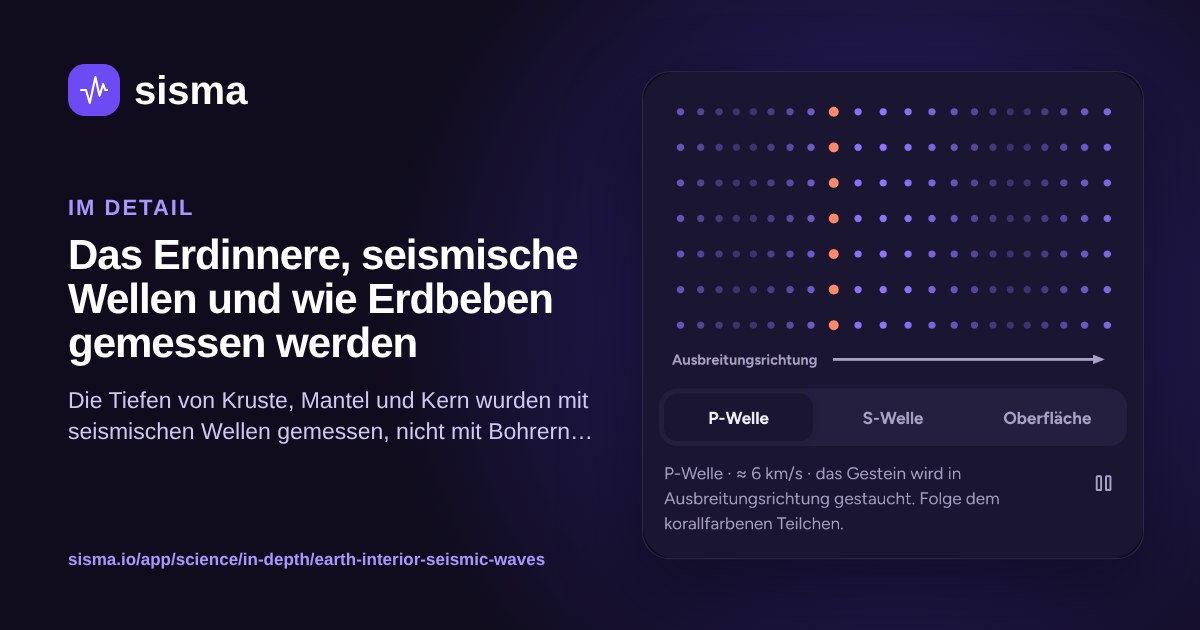 sisma
IM DETAIL
Das Erdinnere, seismische
Wellen und wie Erdbeben
gemessen werden
Die Tiefen von Kruste, Mantel und Kern wurden mit
seismischen Wellen gemessen, nicht mit Bohrern…
sisma.io/app/science/in-depth/earth-interior-seismic-waves
Ausbreitungsrichtung
P-Welle S-Welle Oberfläche
P-Welle · ≈ 6 km/s · das Gestein wird in
Ausbreitungsrichtung gestaucht. Folge dem
korallfarbenen Teilchen.